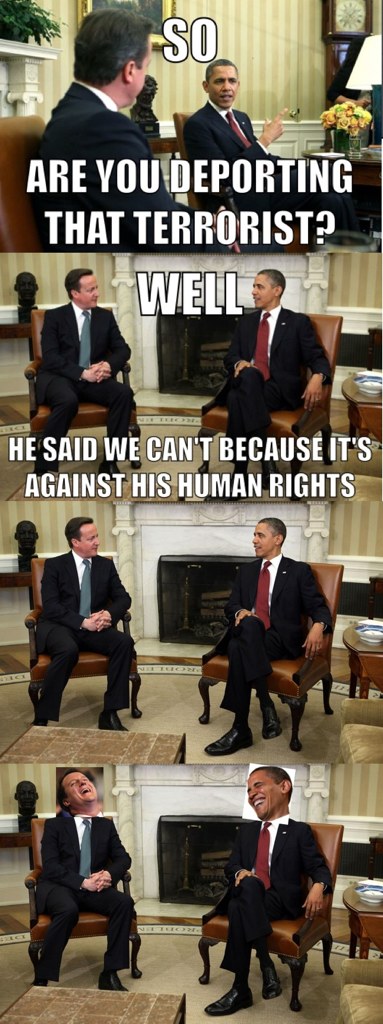 SO
ARE YOU DEPORTING
THAT TERRORIST?
WELL
HE SAID WE CAN'T BECAUSE IT'S
AGAINST HIS HUMAN RIGHTS